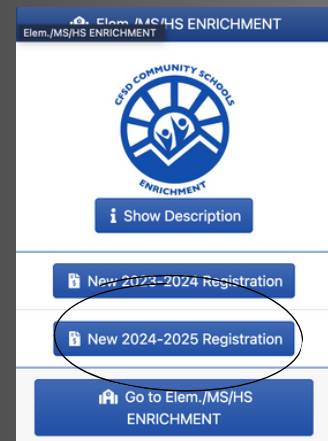 Elem./MS/HS ENRICHMENT
Elem./MS/HS ENRICHMENT
CFSD COMMUNITY SCHOOLS
ENRICHMENT
Show Description
New 2023-2024 Registration
New 2024-2025 Registration
Go to Elem./MS/HS
ENRICHMENT